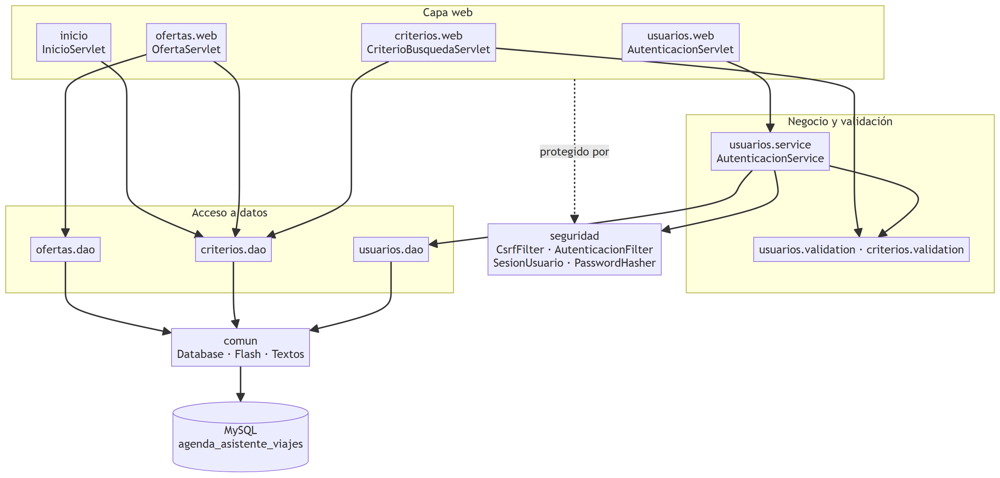 Capa web
inicio
InicioServlet
ofertas.web
OfertaServlet
criterios.web
CriterioBusquedaServlet
usuarios.web
AutenticacionServlet
Negocio y validación
usuarios.service
AutenticacionService
protegido por
Acceso a datos
ofertas.dao
criterios.dao
usuarios.dao
seguridad
CsrfFilter · AutenticacionFilter
SesionUsuario · PasswordHasher
usuarios.validation · criterios.validation
comun
Database · Flash · Textos
MySQL
agenda_asistente_viajes